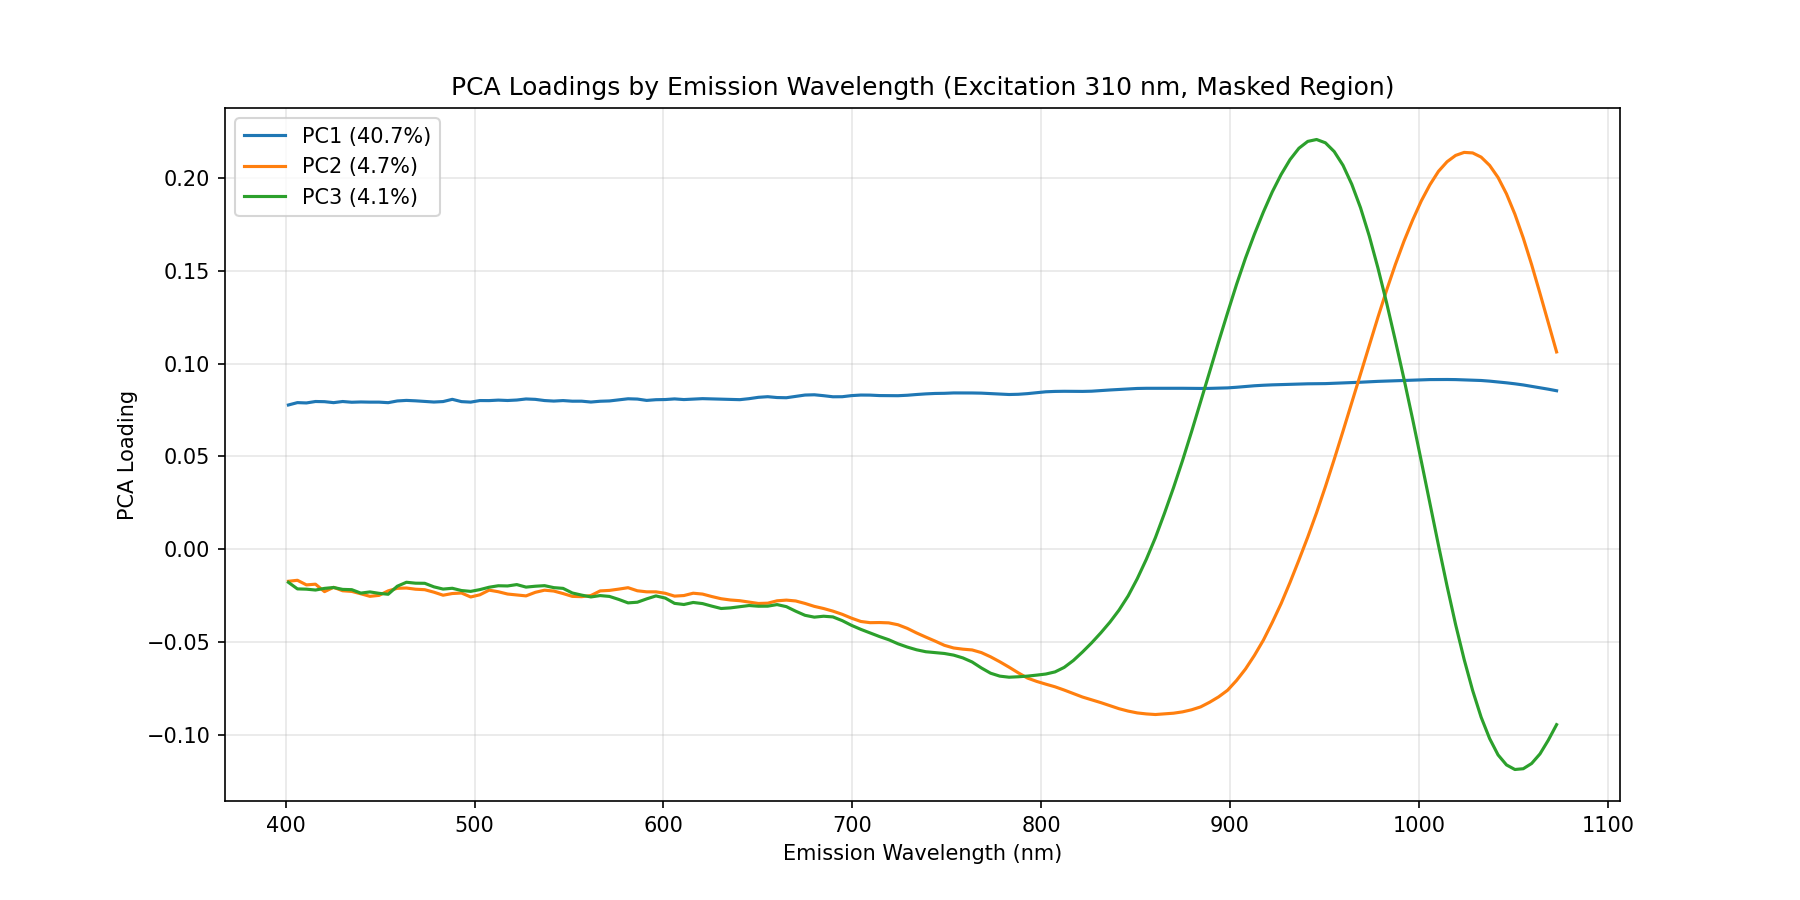 PCA Loadings by Emission Wavelength (Excitation 310 nm, Masked Region)
PC1 (40.7%)
PC2 (4.7%)
PC3 (4.1%)
PCA Loading
0.20
0.15
0.10
0.05
0.00
−0.05
−0.10
400 500 600 700 800 900 1000 1100
Emission Wavelength (nm)